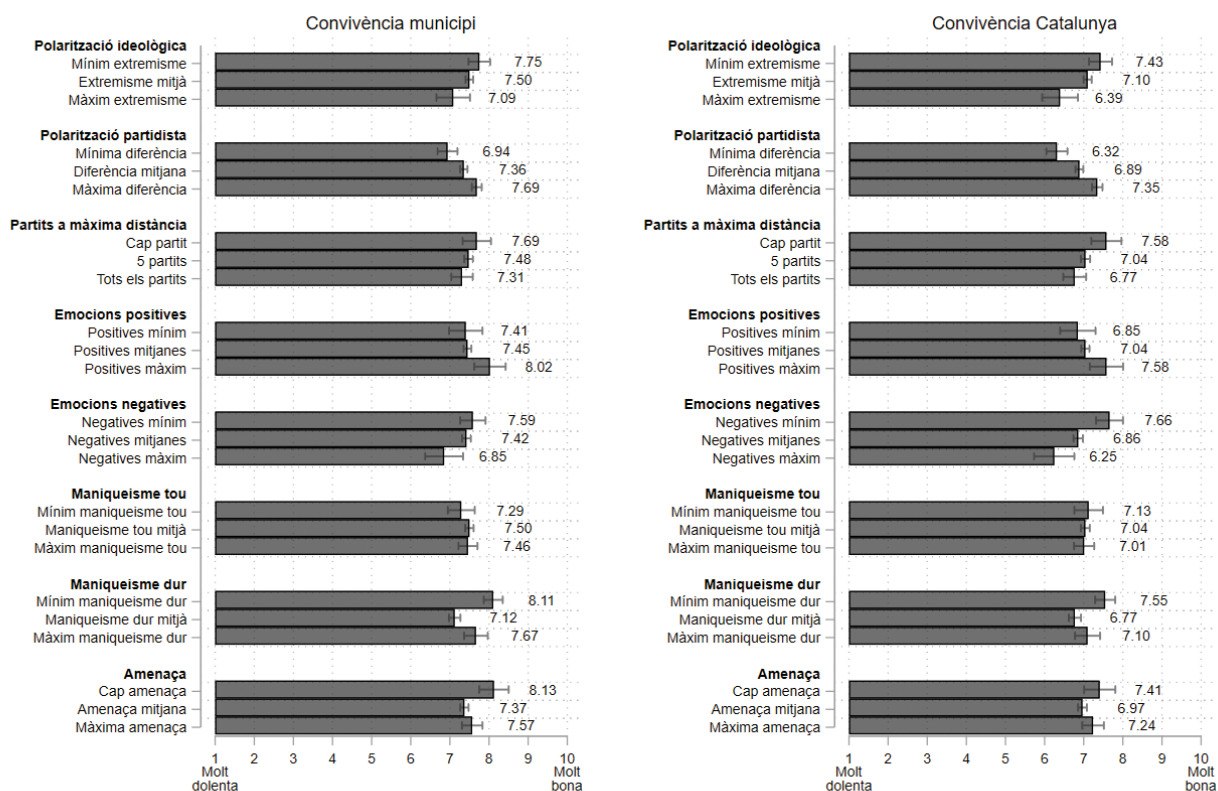 Convivència municipi
Polarització ideològica
Mínim extremisme 7.75
Extremisme mitjà 7.50
Màxim extremisme 7.09
Polarització partidista
Mínima diferència 6.94
Diferència mitjana 7.36
Màxima diferència 7.69
Partits a màxima distància
Cap partit 7.69
5 partits 7.48
Tots els partits 7.31
Emocions positives
Positives mínim 7.41
Positives mitjanes 7.45
Positives màxim 8.02
Emocions negatives
Negatives mínim 7.59
Negatives mitjanes 7.42
Negatives màxim 6.85
Maniqueisme tou
Mínim maniqueisme tou 7.29
Maniqueisme tou mitjà 7.50
Màxim maniqueisme tou 7.46
Maniqueisme dur
Mínim maniqueisme dur 8.11
Maniqueisme dur mitjà 7.12
Màxim maniqueisme dur 7.67
Amenaça
Cap amenaça 8.13
Amenaça mitjana 7.37
Màxima amenaça 7.57
1 2 3 4 5 6 7 8 9 10
Molt Molt
dolenta bona
Convivència Catalunya
Polarització ideològica
Mínim extremisme 7.43
Extremisme mitjà 7.10
Màxim extremisme 6.39
Polarització partidista
Mínima diferència 6.32
Diferència mitjana 6.89
Màxima diferència 7.35
Partits a màxima distància
Cap partit 7.58
5 partits 7.04
Tots els partits 6.77
Emocions positives
Positives mínim 6.85
Positives mitjanes 7.04
Positives màxim 7.58
Emocions negatives
Negatives mínim 7.66
Negatives mitjanes 6.86
Negatives màxim 6.25
Maniqueisme tou
Mínim maniqueisme tou 7.13
Maniqueisme tou mitjà 7.04
Màxim maniqueisme tou 7.01
Maniqueisme dur
Mínim maniqueisme dur 7.55
Maniqueisme dur mitjà 6.77
Màxim maniqueisme dur 7.10
Amenaça
Cap amenaça 7.41
Amenaça mitjana 6.97
Màxima amenaça 7.24
1 2 3 4 5 6 7 8 9 10
Molt Molt
dolenta bona